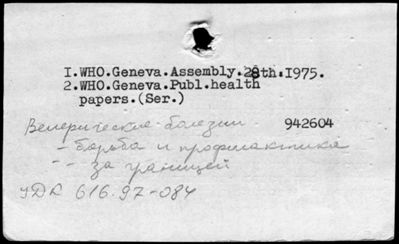 I.WHO.Geneva.Assembly.28th.1975.
2.WHO.Geneva.Publ.health
papers.(Ser.)
Венерические болезни 942604
- борьба и профилактика
- - за границей
УДК 616.97-084